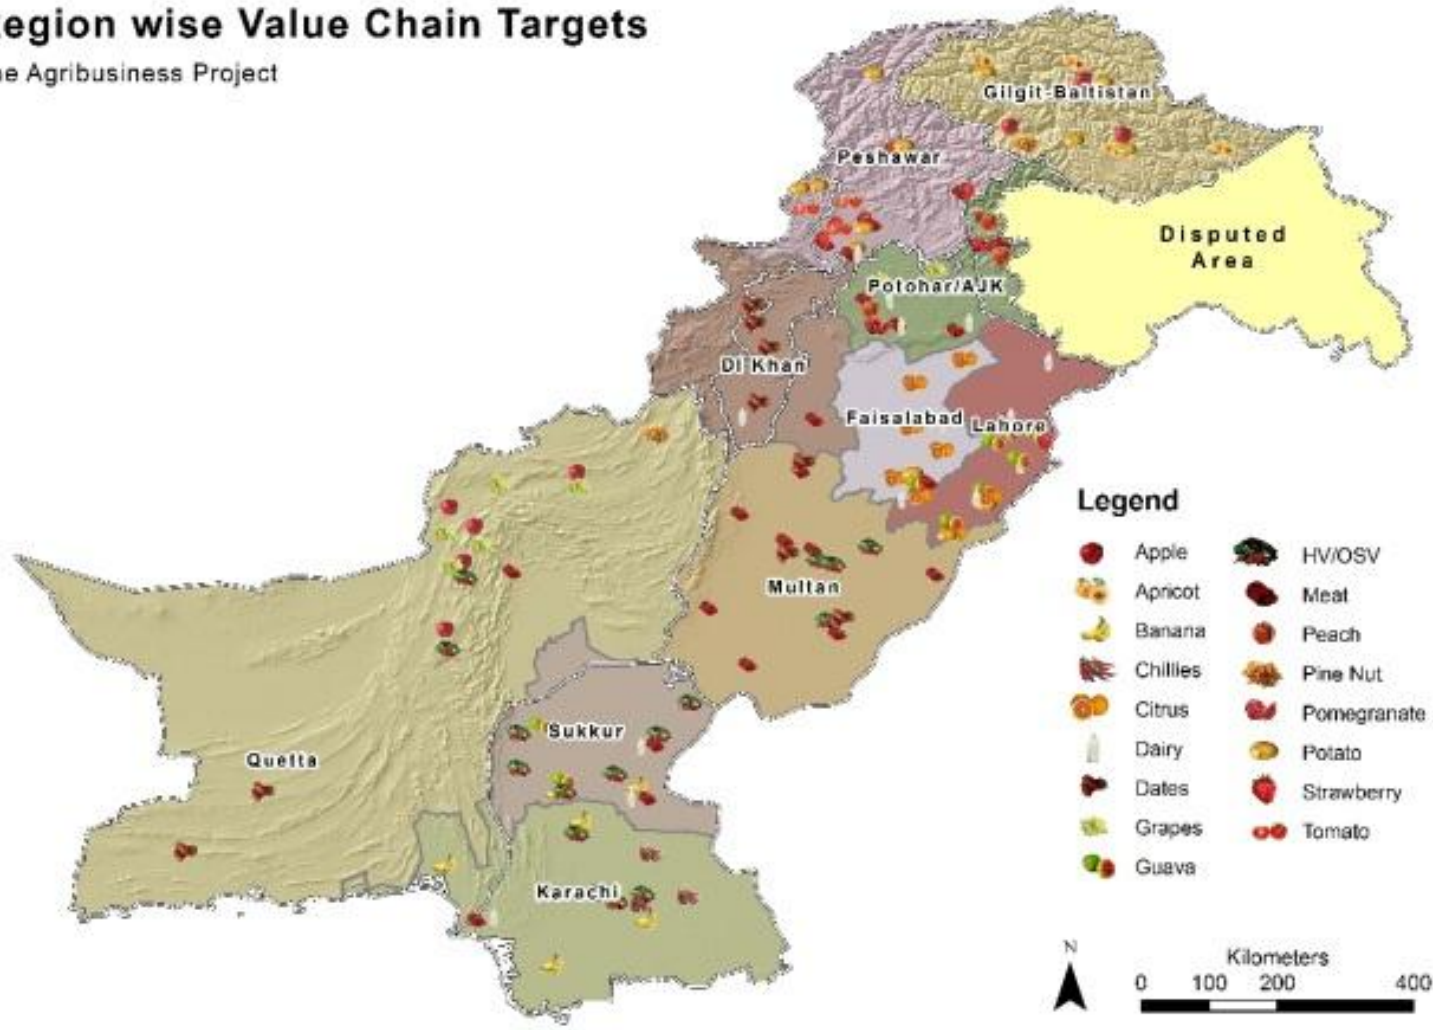 egion wise Value Chain Targets
e Agribusiness Project
Gilgit-Baltistan
Peshawar
Disputed
Area
Potohar/AJK
DI Khan
Faisalabad
Lahore
Multan
Sukkur
Quetta
Karachi
Legend
Apple
Apricot
Banana
Chillies
Citrus
Dairy
Dates
Grapes
Guava
HV/OSV
Meat
Peach
Pine Nut
Pomegranate
Potato
Strawberry
Tomato
N
Kilometers
0 100 200 400